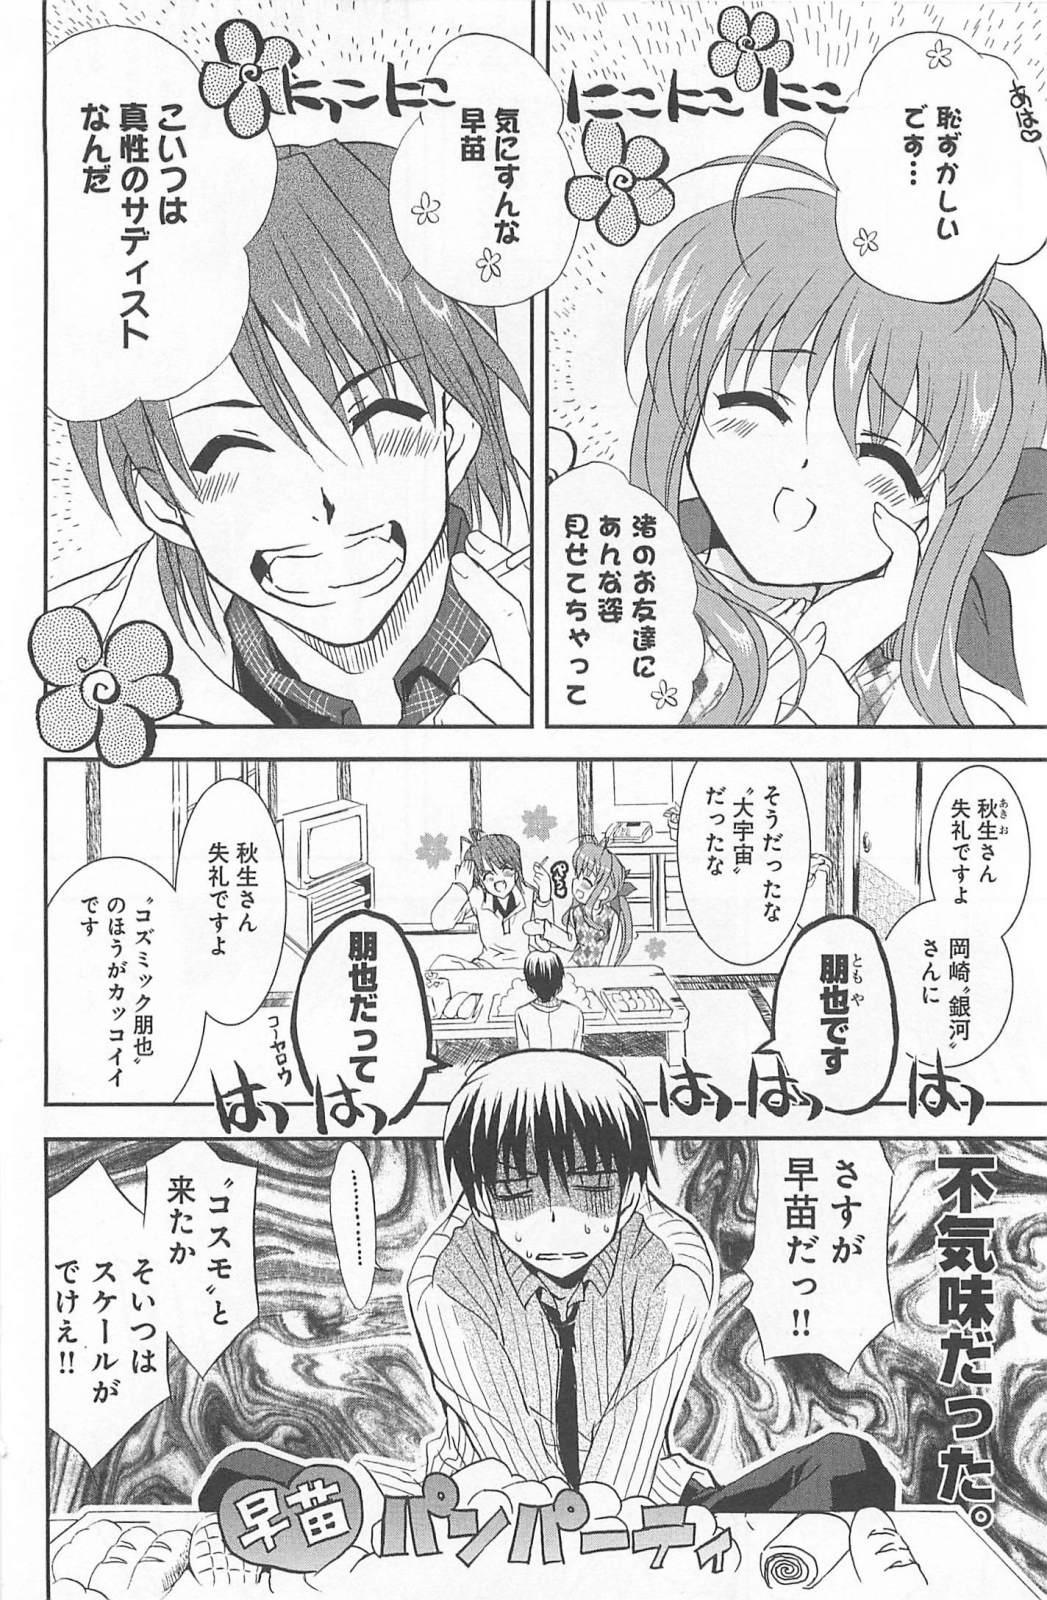 あは♡
恥ずかしい
です…
にこにこ にこ
渚のお友達に
あんな姿
見せてちゃって
にっこにこ
気にすんな
早苗
こいつは
真性のサディスト
なんだ
秋生さん
あきお
失礼ですよ
岡崎〝銀河〟
さんに
朋也です
ともや
そうだったな
〝大宇宙〟
だったな
朋也だって
コーヤロウ
秋生さん
失礼ですよ
〝コズミック朋也〟
のほうがカッコイイ
です
はっ
はっ
はっ
はっ
はっ
不気味だった。
さすが
早苗だっ!!
…………
〝コスモ〟と
来たか
そいつは
スケールが
でけぇ!!
早苗
パンパーティ